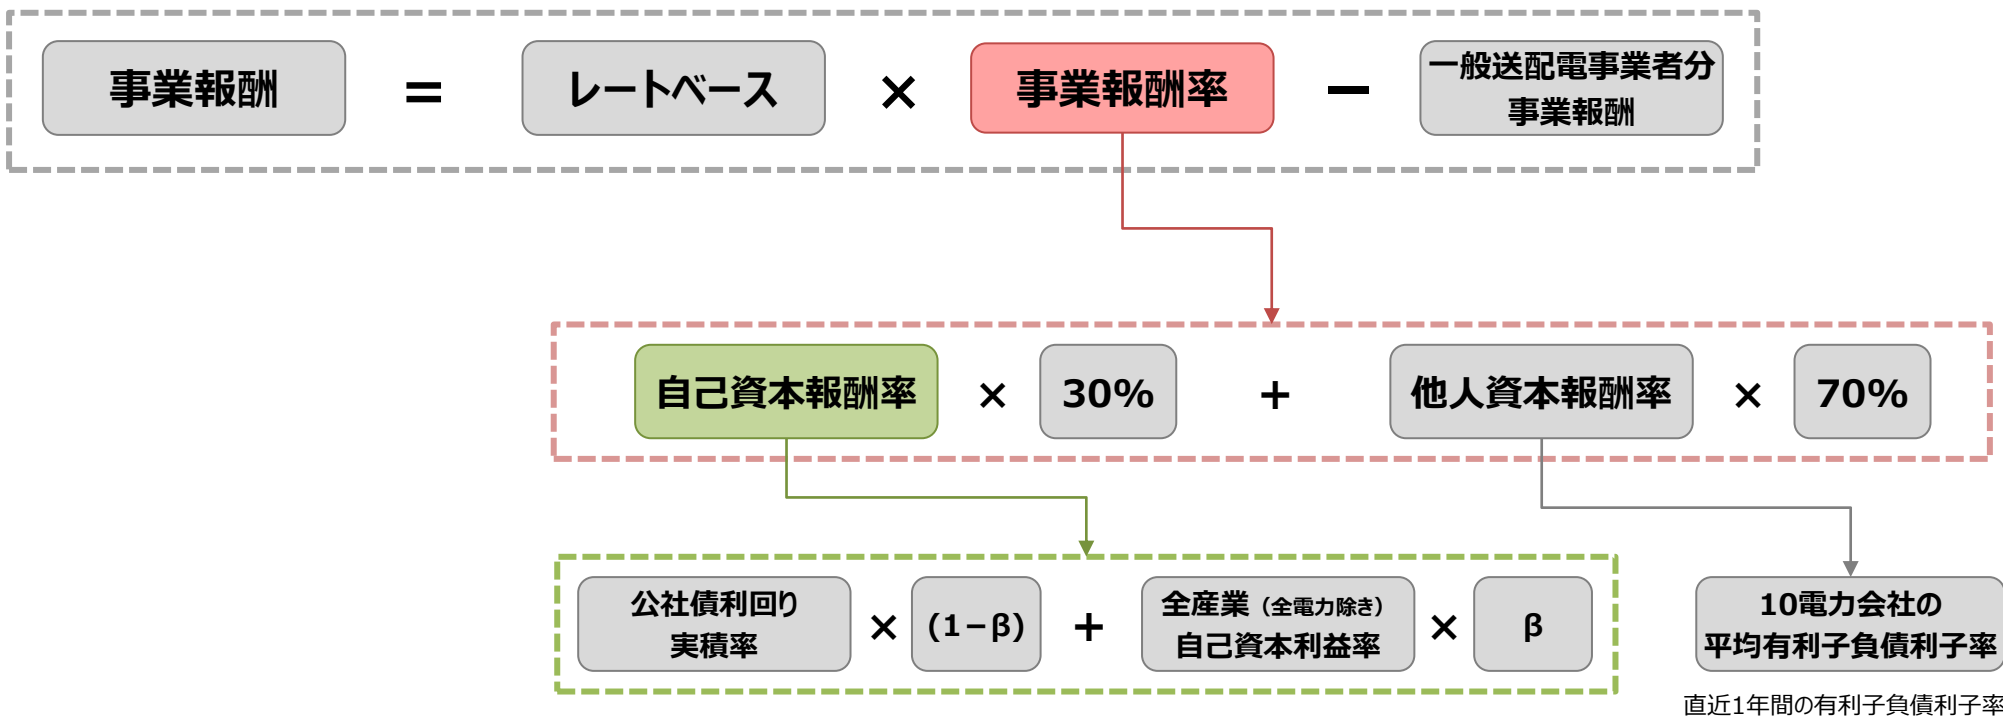 事業報酬 = レートベース × 事業報酬率 － 一般送配電事業者分
事業報酬
自己資本報酬率 × 30% + 他人資本報酬率 × 70%
公社債利回り
実積率
× (1−β) +
全産業（全電力除き）
自己資本利益率
× β
10電力会社の
平均有利子負債利子率
直近1年間の有利子負債利子率